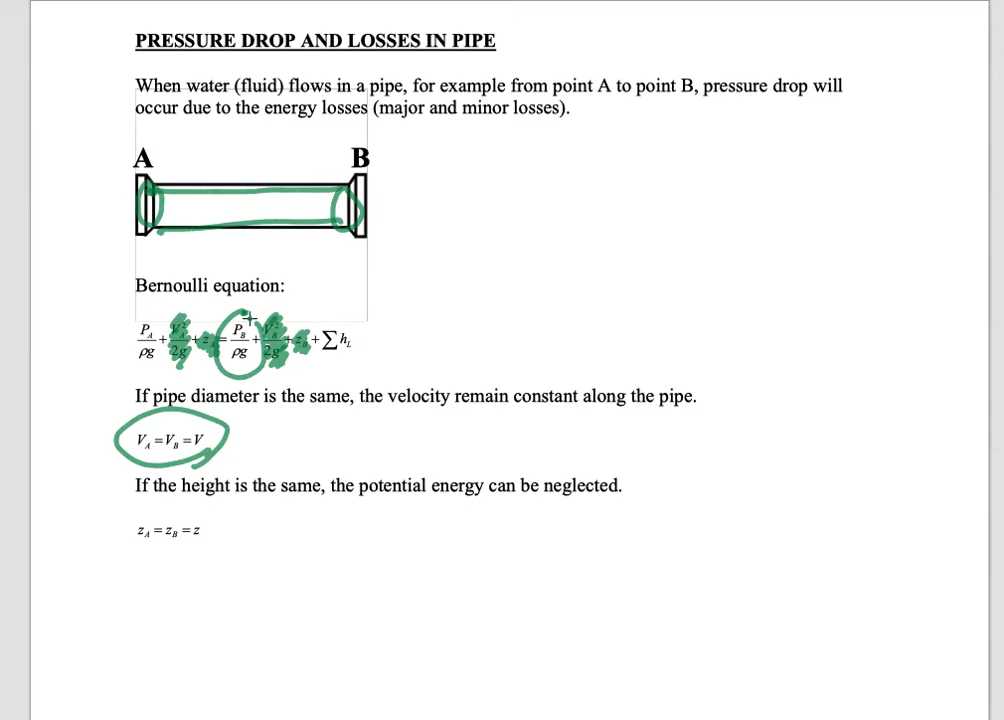 PRESSURE DROP AND LOSSES IN PIPE
When water (fluid) flows in a pipe, for example from point A to point B, pressure drop will
occur due to the energy losses (major and minor losses).
A B
Bernoulli equation:
P_A/ρg + V_A²/2g + z = P_B/ρg + V_B²/2g + z_B + ∑h_L
If pipe diameter is the same, the velocity remain constant along the pipe.
V_A = V_B = V
If the height is the same, the potential energy can be neglected.
z_A = z_B = z